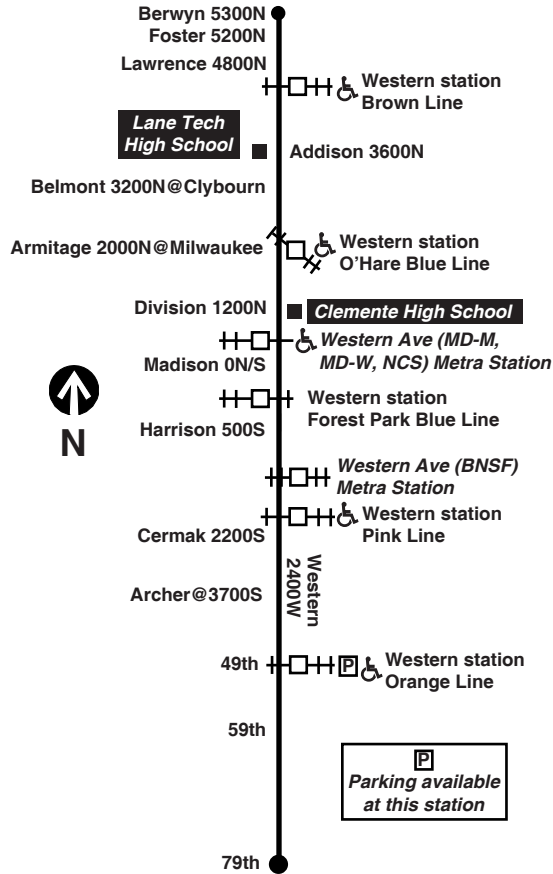 Berwyn 5300N
Foster 5200N
Lawrence 4800N
Western station
Brown Line
Lane Tech
High School
Addison 3600N
Belmont 3200N@Clybourn
Armitage 2000N@Milwaukee
Western station
O'Hare Blue Line
Division 1200N
Clemente High School
Western Ave (MD-M,
MD-W, NCS) Metra Station
Madison 0N/S
Western station
Forest Park Blue Line
N
Harrison 500S
Western Ave (BNSF)
Metra Station
Western station
Pink Line
Cermak 2200S
Western
2400W
Archer@3700S
49th
P
Western station
Orange Line
59th
P
Parking available
at this station
79th